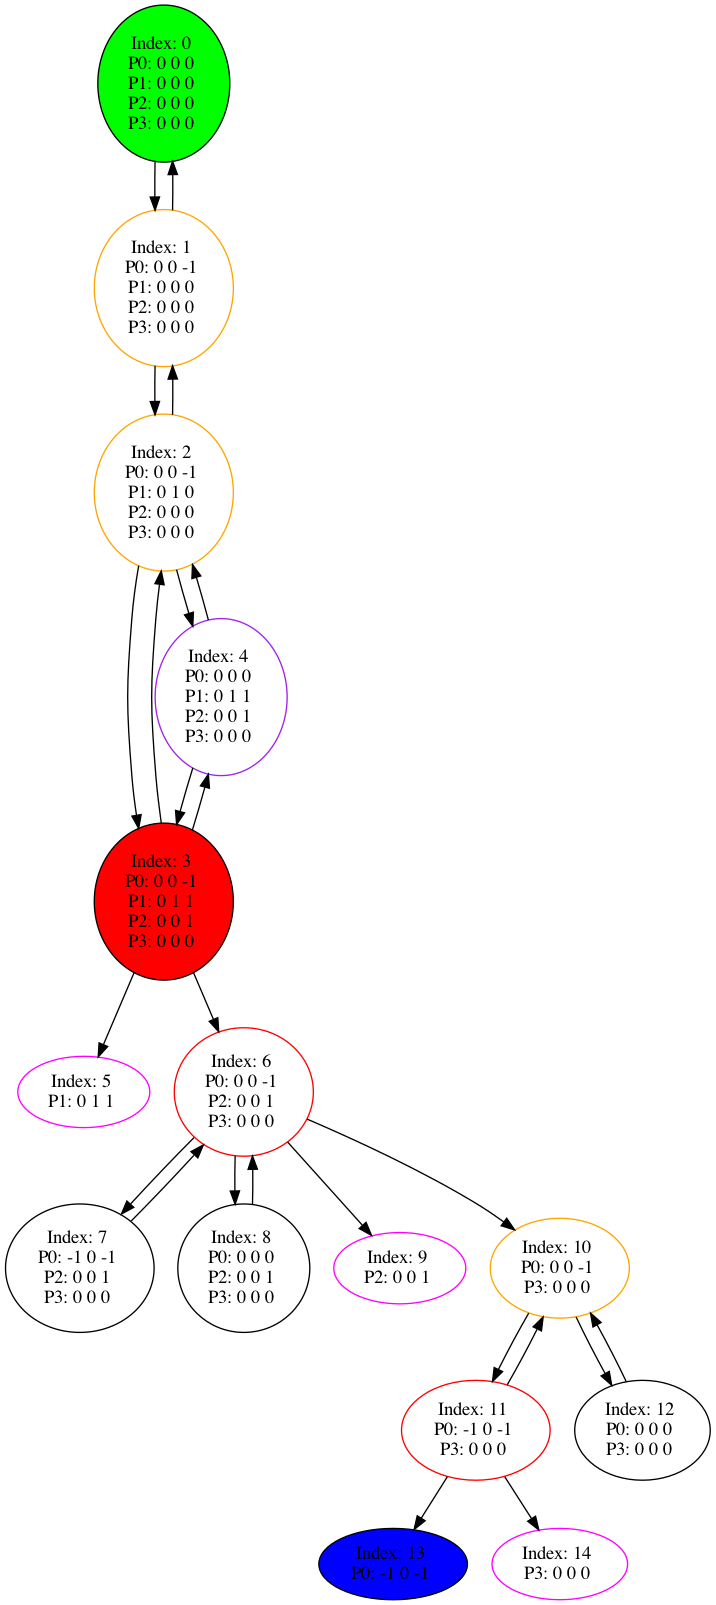 Index: 0
P0: 0 0 0
P1: 0 0 0
P2: 0 0 0
P3: 0 0 0
Index: 1
P0: 0 0 -1
P1: 0 0 0
P2: 0 0 0
P3: 0 0 0
Index: 2
P0: 0 0 -1
P1: 0 1 0
P2: 0 0 0
P3: 0 0 0
Index: 4
P0: 0 0 0
P1: 0 1 1
P2: 0 0 1
P3: 0 0 0
Index: 3
P0: 0 0 -1
P1: 0 1 1
P2: 0 0 1
P3: 0 0 0
Index: 5
P1: 0 1 1
Index: 6
P0: 0 0 -1
P2: 0 0 1
P3: 0 0 0
Index: 7
P0: -1 0 -1
P2: 0 0 1
P3: 0 0 0
Index: 8
P0: 0 0 0
P2: 0 0 1
P3: 0 0 0
Index: 9
P2: 0 0 1
Index: 10
P0: 0 0 -1
P3: 0 0 0
Index: 11
P0: -1 0 -1
P3: 0 0 0
Index: 12
P0: 0 0 0
P3: 0 0 0
Index: 13
P0: -1 0 -1
Index: 14
P3: 0 0 0